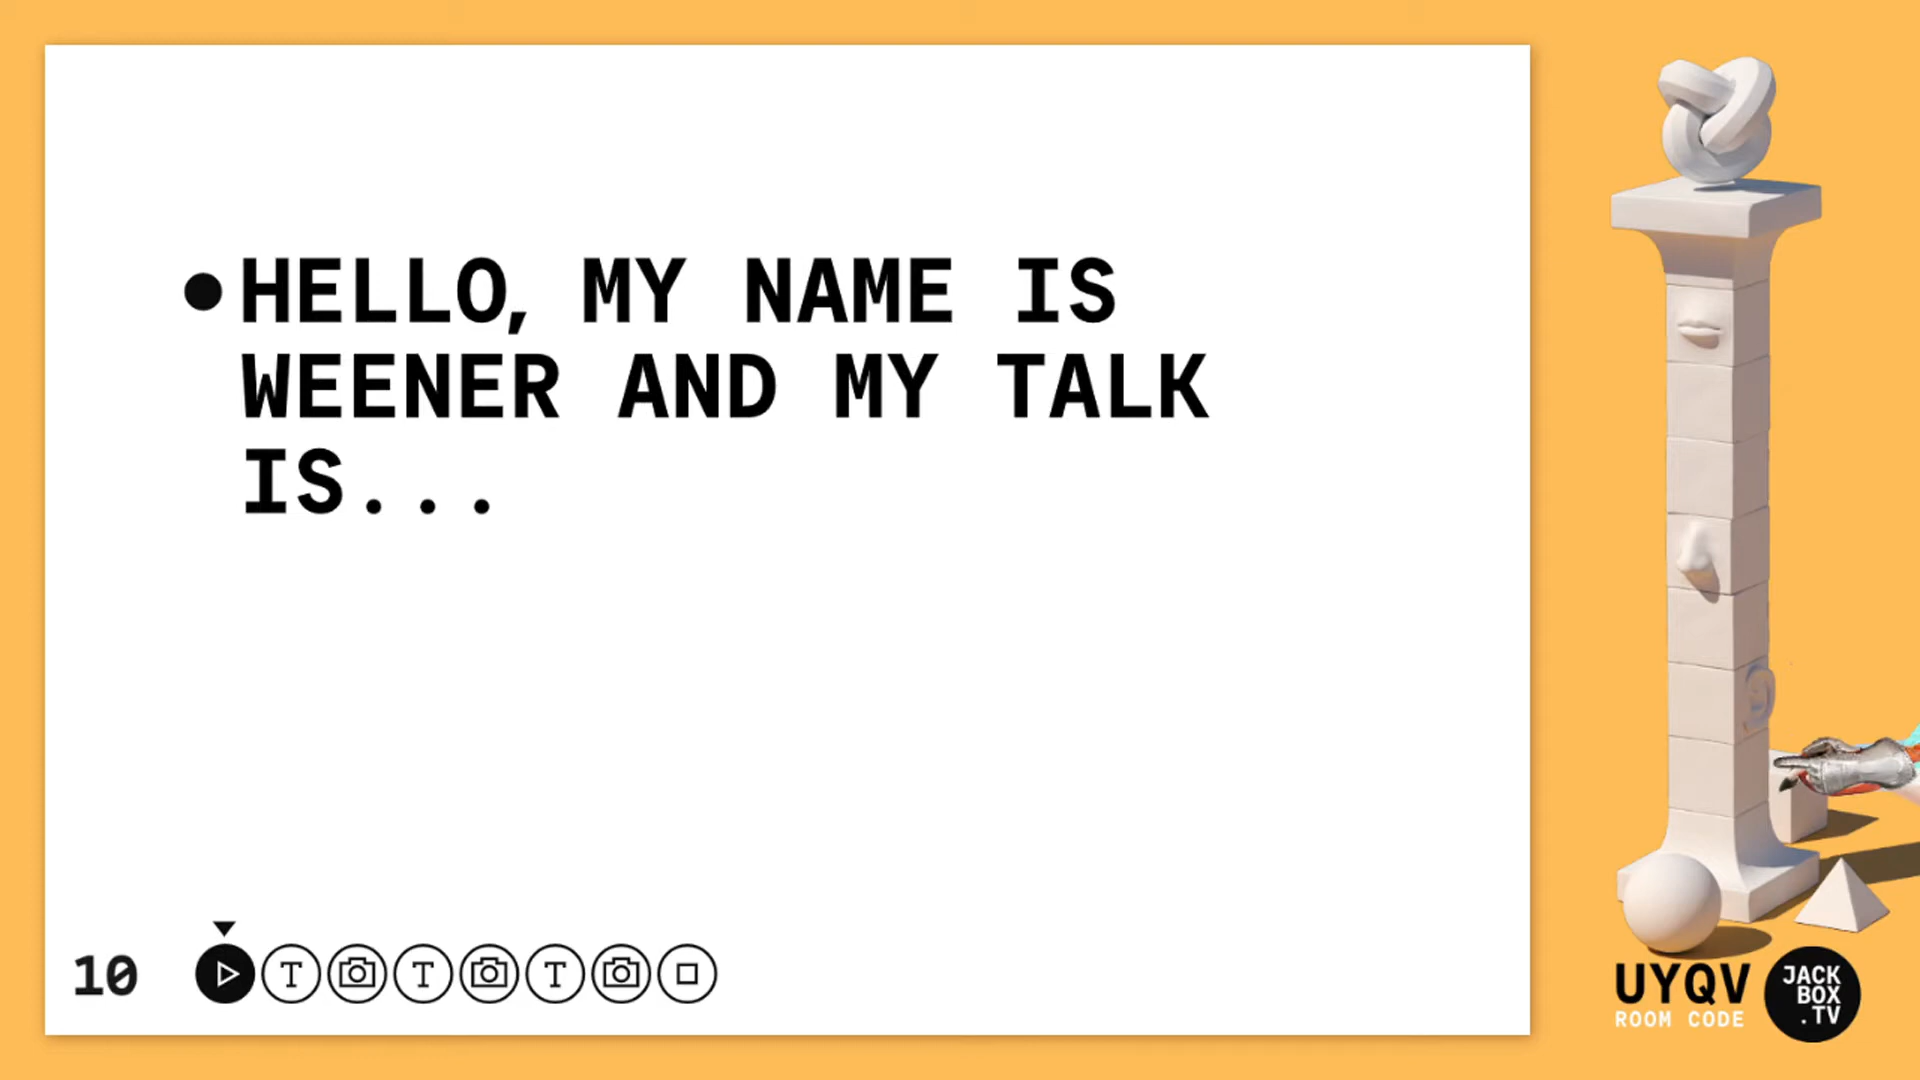 •HELLO, MY NAME IS
WEENER AND MY TALK
IS...
10
T
T
T
UYQV
ROOM CODE
JACK
BOX
.TV